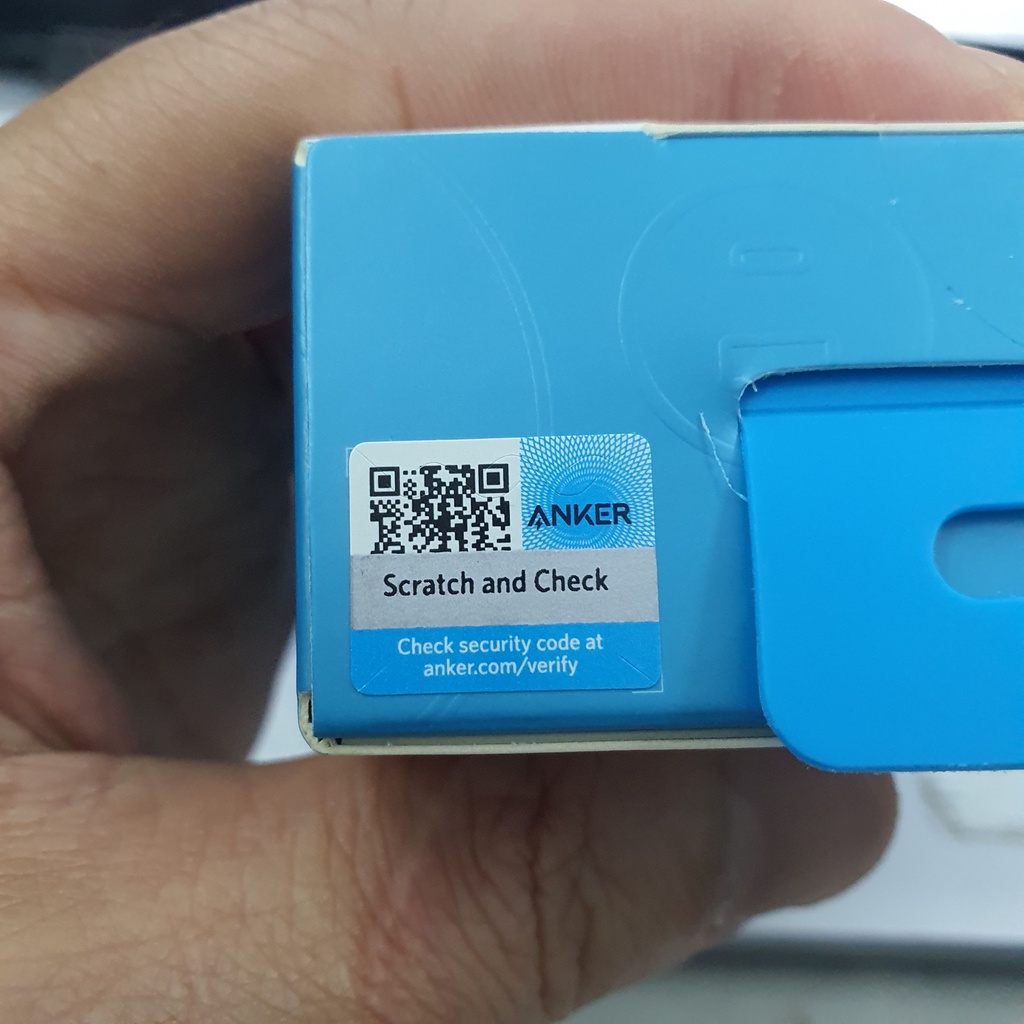 ANKER
Scratch and Check
Check security code at
anker.com/verify